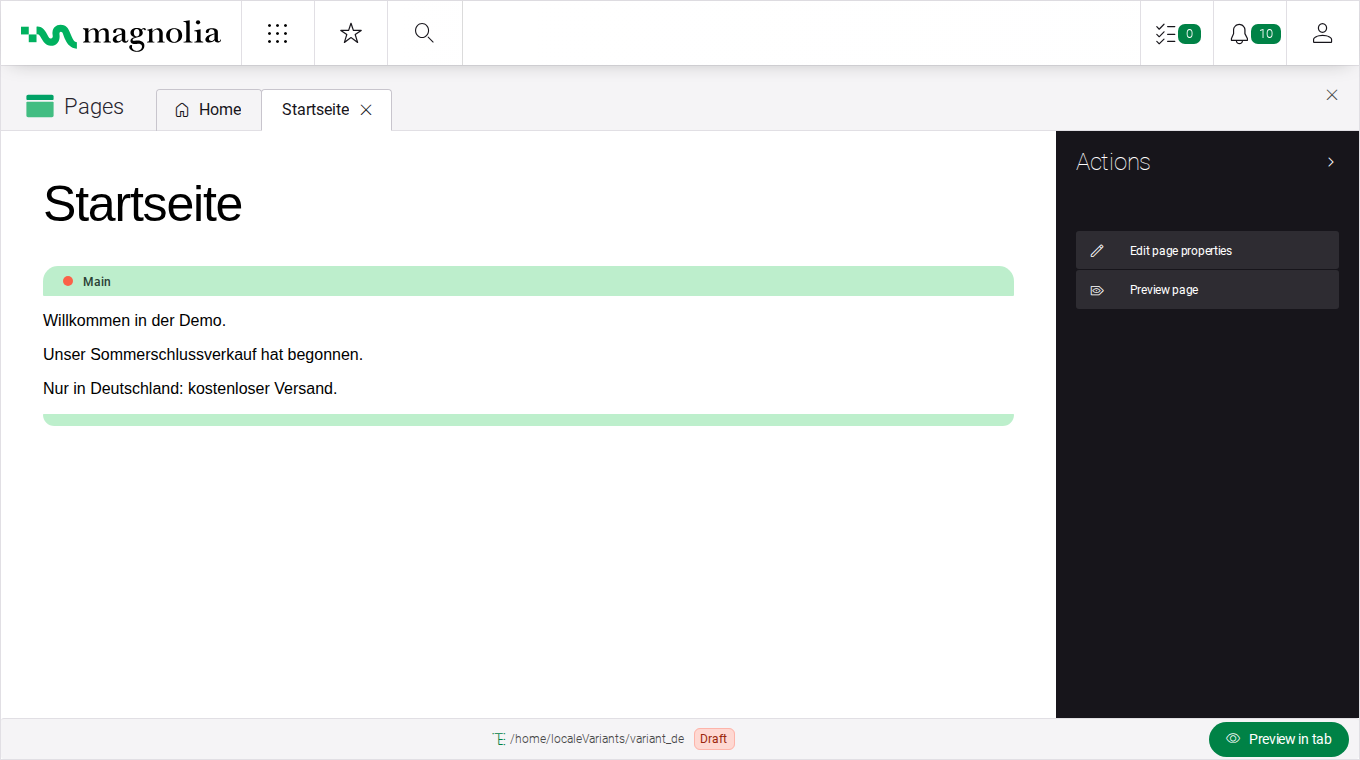 magnolia
0
10
Pages
Home
Startseite
Actions
Startseite
Edit page properties
Main
Preview page
Willkommen in der Demo.
Unser Sommerschlussverkauf hat begonnen.
Nur in Deutschland: kostenloser Versand.
/home/localeVariants/variant_de
Draft
Preview in tab